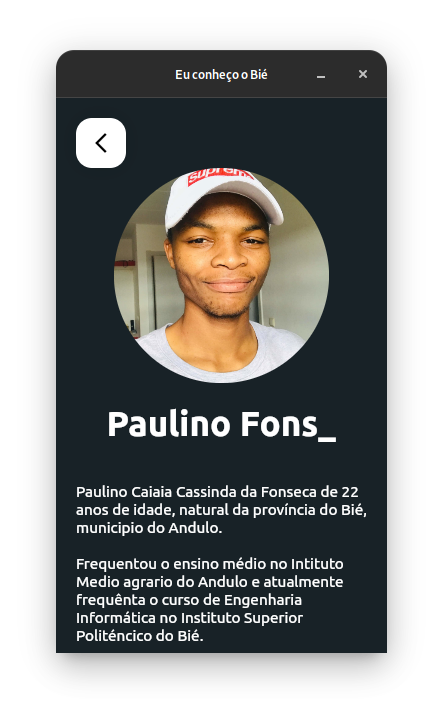 Eu conheço o Bié
Supreme
Paulino Fons_
Paulino Caiaia Cassinda da Fonseca de 22
anos de idade, natural da província do Bié,
municipio do Andulo.
Frequentou o ensino médio no Intituto
Medio agrario do Andulo e atualmente
frequênta o curso de Engenharia
Informática no Instituto Superior
Politéncico do Bié.